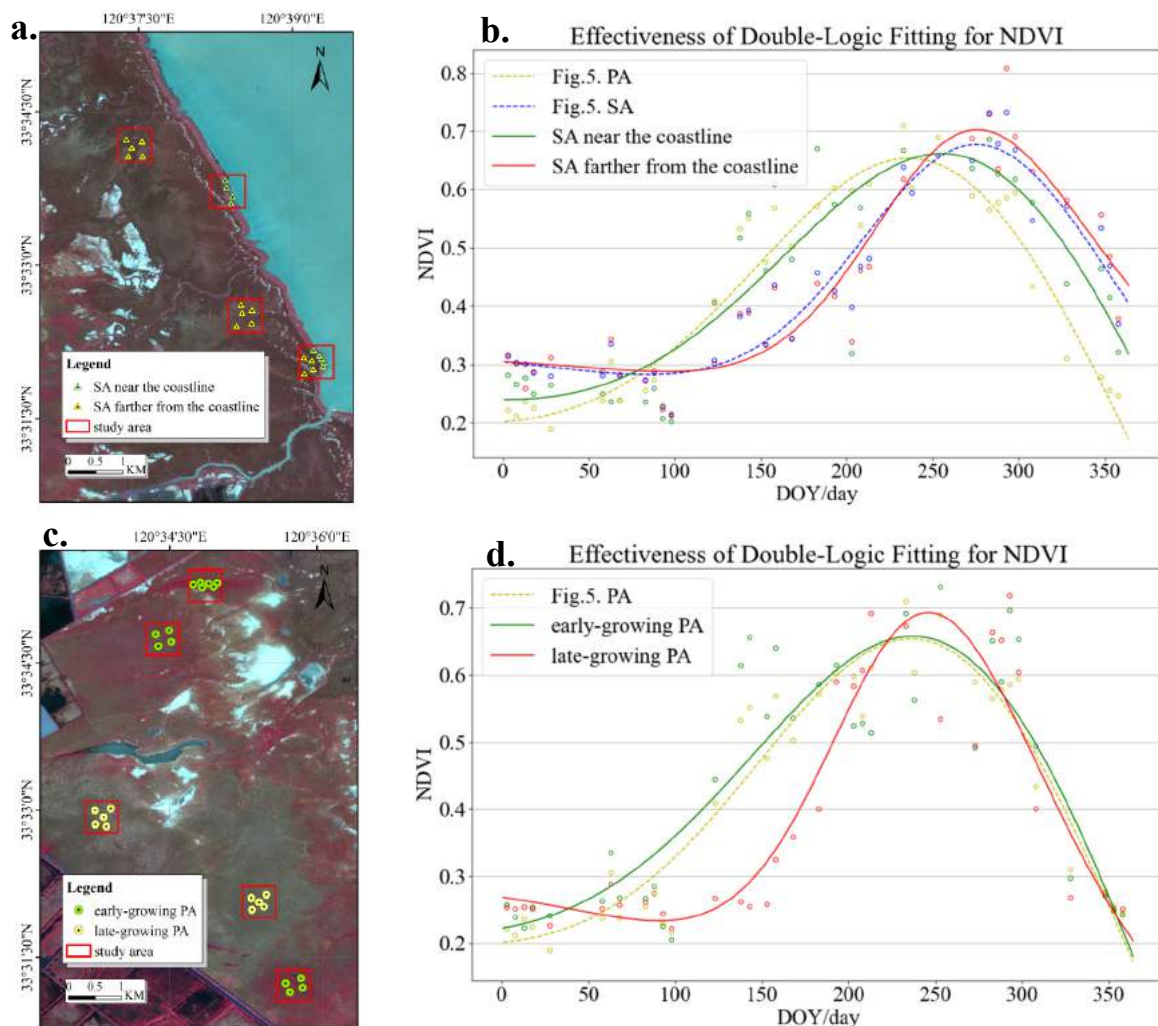 a.
120°37'30"E 120°39'0"E
N
33°34'30"N
33°33'0"N
33°31'30"N
Legend
SA near the coastline
SA farther from the coastline
study area
0 0.5 1
KM
b.
Effectiveness of Double-Logic Fitting for NDVI
Fig.5. PA
Fig.5. SA
SA near the coastline
SA farther from the coastline
NDVI
0.8
0.7
0.6
0.5
0.4
0.3
0.2
0 50 100 150 200 250 300 350
DOY/day
c.
120°34'30"E 120°36'0"E
N
33°34'30"N
33°33'0"N
33°31'30"N
Legend
early-growing PA
late-growing PA
study area
0 0.5 1
KM
d.
Effectiveness of Double-Logic Fitting for NDVI
Fig.5. PA
early-growing PA
late-growing PA
NDVI
0.7
0.6
0.5
0.4
0.3
0.2
0 50 100 150 200 250 300 350
DOY/day